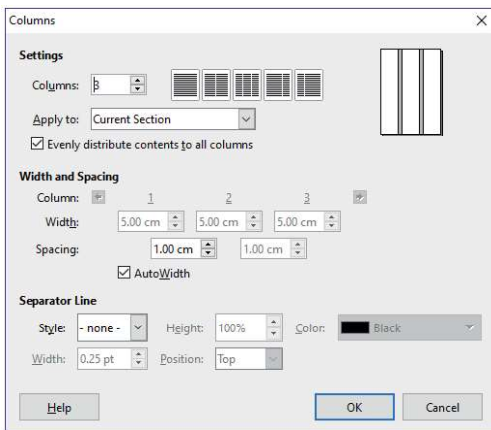 Columns
Settings
Columns: 3
Apply to: Current Section
Evenly distribute contents to all columns
Width and Spacing
Column: 1 2 3
Width: 5.00 cm 5.00 cm 5.00 cm
Spacing: 1.00 cm 1.00 cm
AutoWidth
Separator Line
Style: - none - Height: 100% Color: Black
Width: 0.25 pt Position: Top
Help OK Cancel